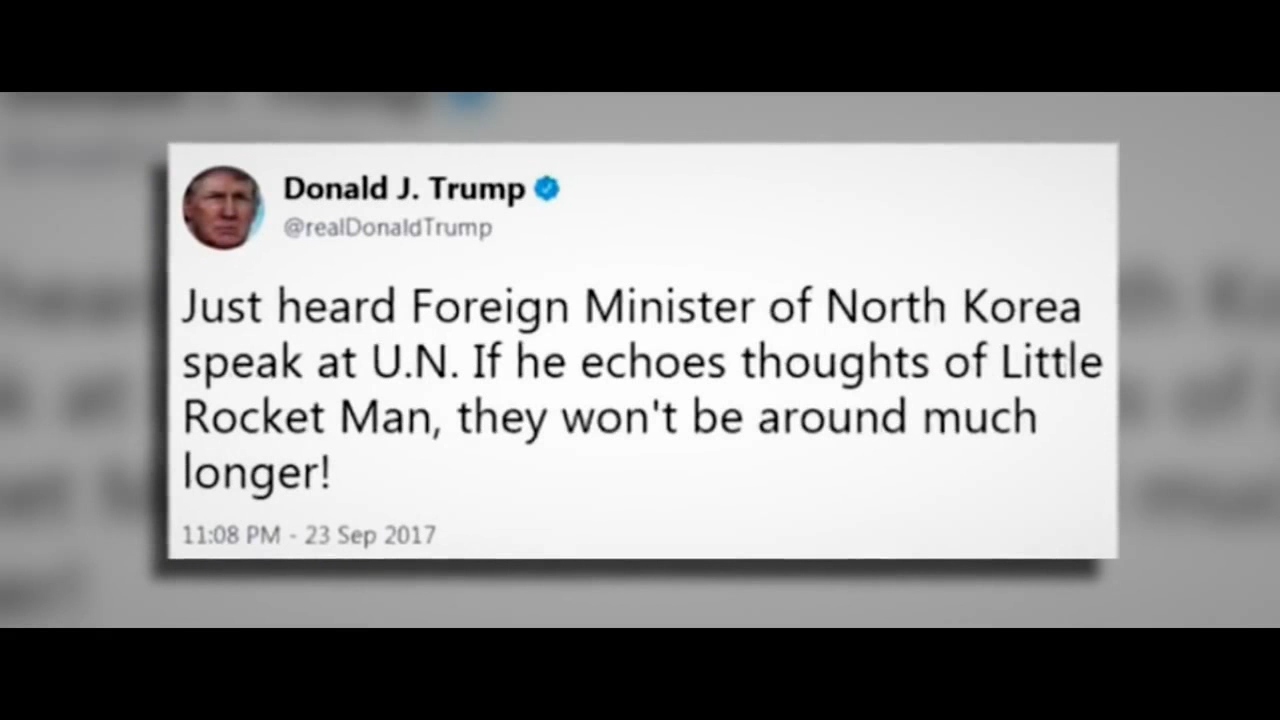 Donald J. Trump
@realDonaldTrump
Just heard Foreign Minister of North Korea
speak at U.N. If he echoes thoughts of Little
Rocket Man, they won't be around much
longer!
11:08 PM - 23 Sep 2017